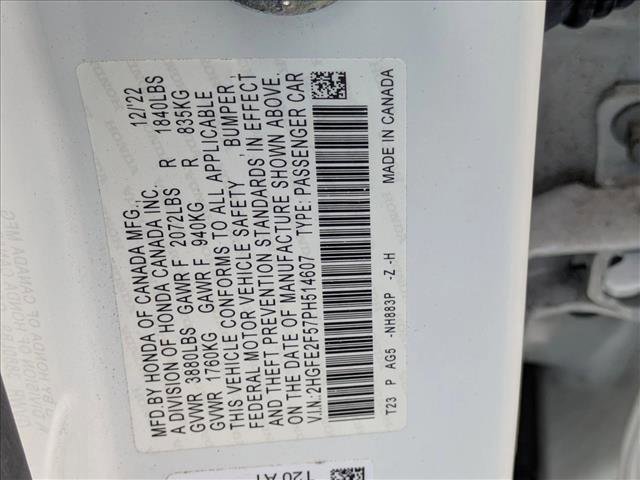 MFD.BY HONDA OF CANADA MFG., 12/'22
A DIVISION OF HONDA CANADA INC.
GVWR 3880LBS GAWR F 2072LBS R 1840LBS
GVWR 1760KG GAWR F 940KG R 835KG
THIS VEHICLE CONFORMS TO ALL APPLICABLE
FEDERAL MOTOR VEHICLE SAFETY , BUMPER ,
AND THEFT PREVENTION STANDARDS IN EFFECT
ON THE DATE OF MANUFACTURE SHOWN ABOVE.
V.I.N.:2HGFE2F57PH514607 TYPE: PASSENGER CAR
T23 P AG5 -NH883P -Z -H MADE IN CANADA
T20 A1